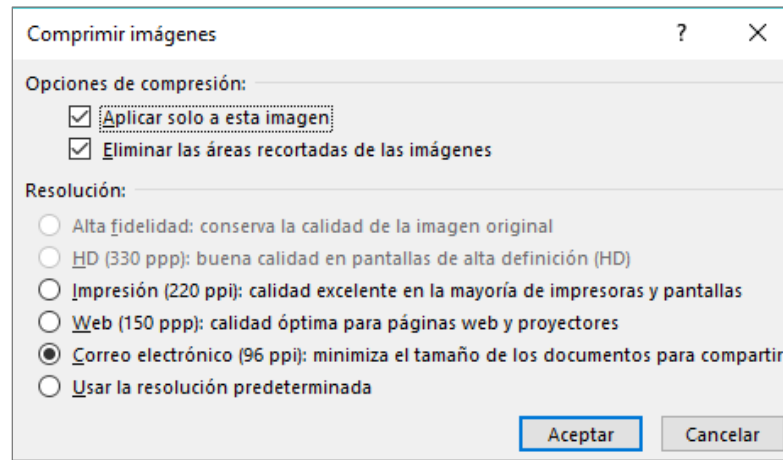 Comprimir imágenes ?
Opciones de compresión:
Aplicar solo a esta imagen
Eliminar las áreas recortadas de las imágenes
Resolución:
Alta fidelidad: conserva la calidad de la imagen original
HD (330 ppp): buena calidad en pantallas de alta definición (HD)
Impresión (220 ppi): calidad excelente en la mayoría de impresoras y pantallas
Web (150 ppp): calidad óptima para páginas web y proyectores
Correo electrónico (96 ppi): minimiza el tamaño de los documentos para compartir
Usar la resolución predeterminada
Aceptar Cancelar